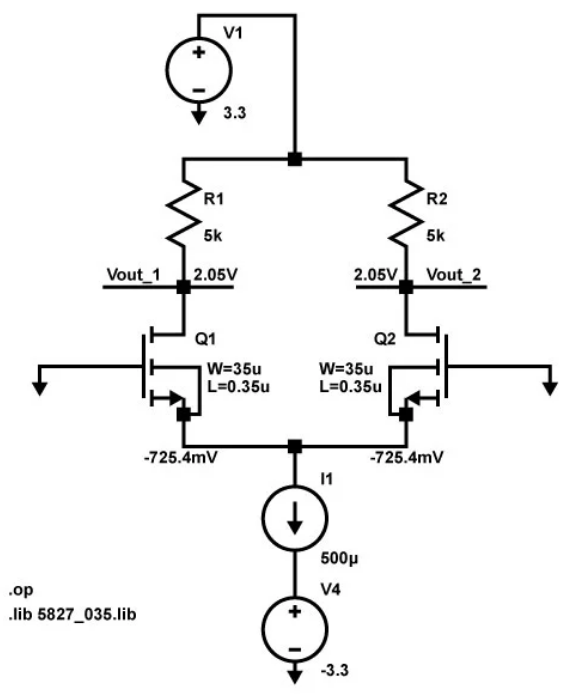 V1
+
−
3.3
R1
5k
R2
5k
Vout_1
2.05V
2.05V
Vout_2
Q1
W=35u
L=0.35u
Q2
W=35u
L=0.35u
-725.4mV
-725.4mV
I1
500µ
V4
+
−
-3.3
.op
.lib 5827_035.lib